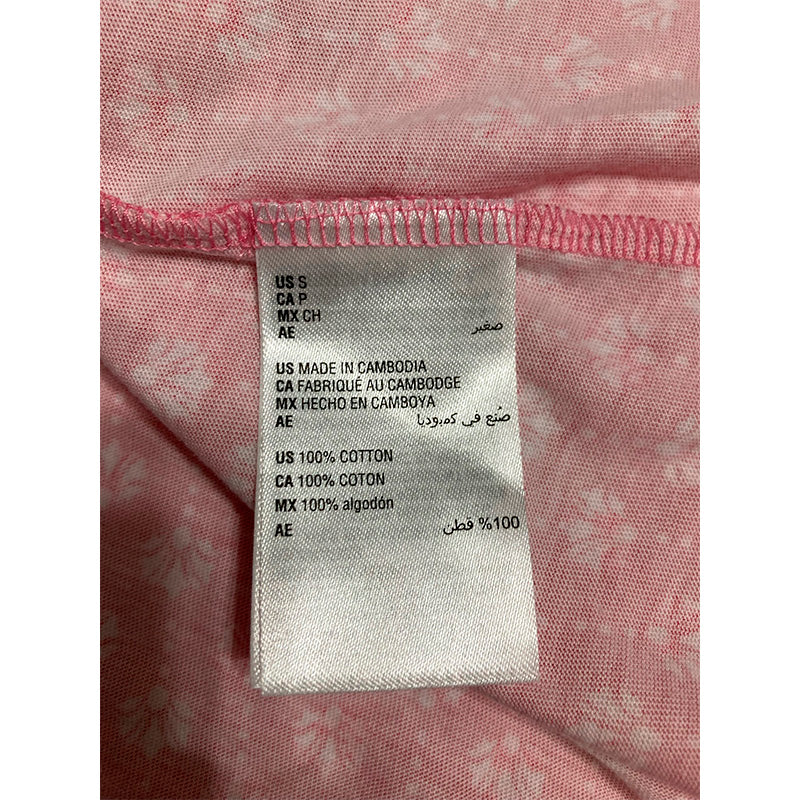 US S
CA P
MX CH
AE صغير
US MADE IN CAMBODIA
CA FABRIQUÉ AU CAMBODGE
MX HECHO EN CAMBOYA
AE صُنع في كمبوديا
US 100% COTTON
CA 100% COTON
MX 100% algodón
AE 100% قطن